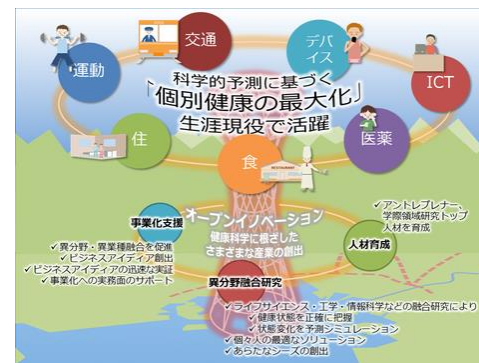 交通
デバ
イス
運動
ICT
科学的予測に基づく
「個別健康の最大化」
生涯現役で活躍
住
医薬
食
オープンイノベーション
健康科学に根ざした
さまざまな産業の創出
事業化支援
✓異分野・異業種融合を促進
✓ビジネスアイディア創出
✓ビジネスアイディアの迅速な実証
✓事業化への実務面のサポート
✓アントレプレナー、
学際領域研究トップ
人材を育成
人材育成
異分野融合研究
✓ライフサイエンス・工学・情報科学などの融合研究により
✓健康状態を正確に把握
✓状態変化を予測シミュレーション
✓個々人の最適なソリューション
✓あらたなシーズの創出